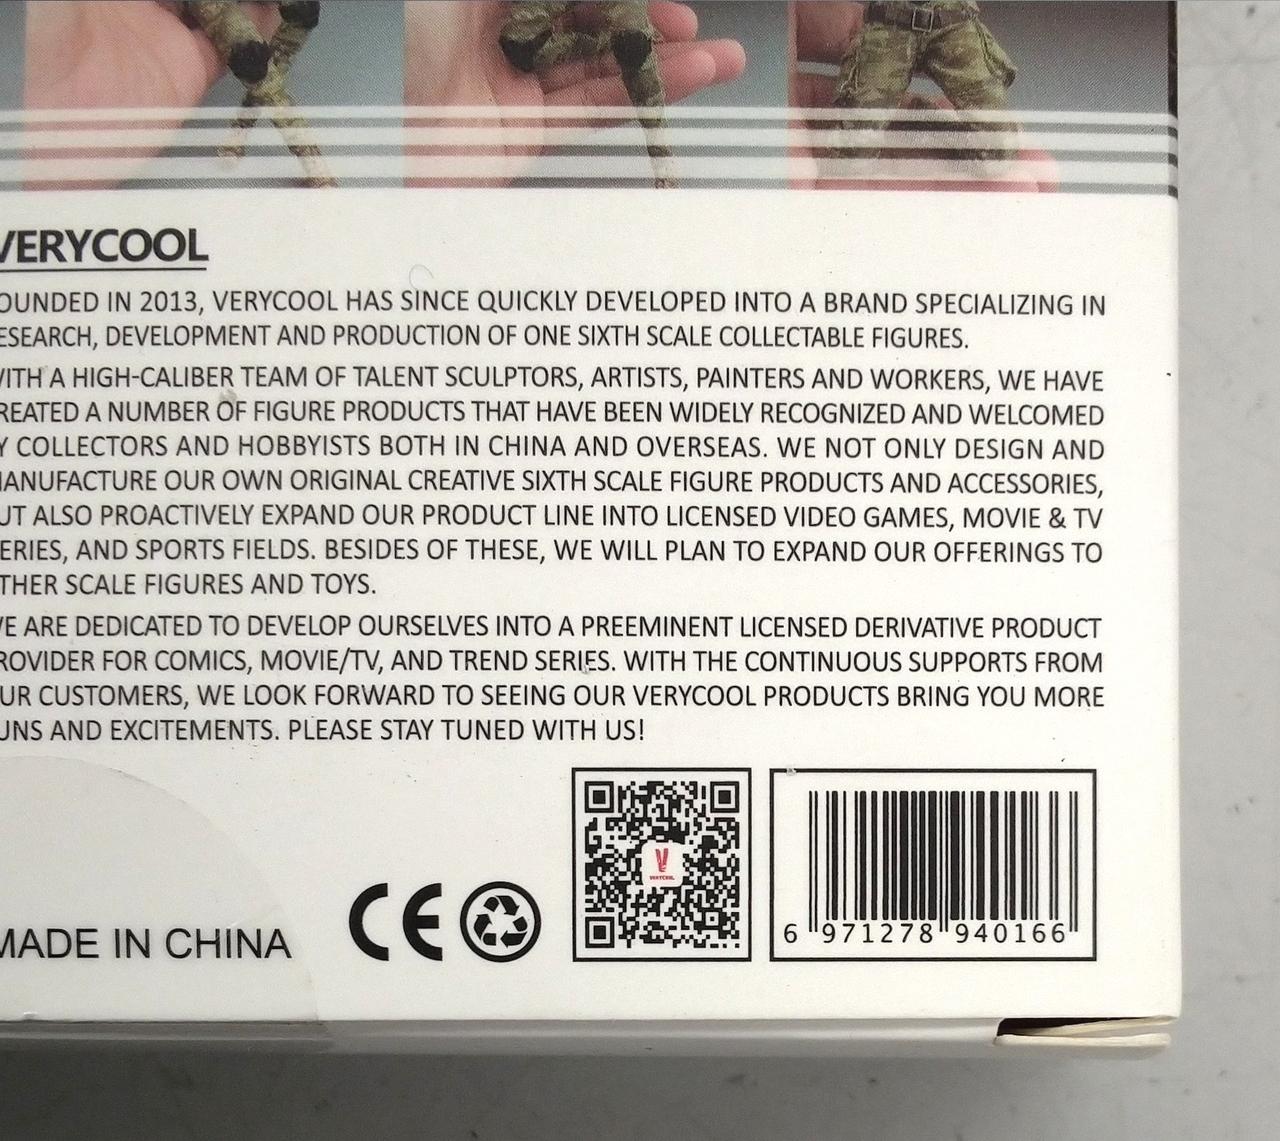 VERYCOOL
OUNDED IN 2013, VERYCOOL HAS SINCE QUICKLY DEVELOPED INTO A BRAND SPECIALIZING IN
ESEARCH, DEVELOPMENT AND PRODUCTION OF ONE SIXTH SCALE COLLECTABLE FIGURES.
WITH A HIGH-CALIBER TEAM OF TALENT SCULPTORS, ARTISTS, PAINTERS AND WORKERS, WE HAVE
REATED A NUMBER OF FIGURE PRODUCTS THAT HAVE BEEN WIDELY RECOGNIZED AND WELCOMED
Y COLLECTORS AND HOBBYISTS BOTH IN CHINA AND OVERSEAS. WE NOT ONLY DESIGN AND
MANUFACTURE OUR OWN ORIGINAL CREATIVE SIXTH SCALE FIGURE PRODUCTS AND ACCESSORIES,
UT ALSO PROACTIVELY EXPAND OUR PRODUCT LINE INTO LICENSED VIDEO GAMES, MOVIE & TV
ERIES, AND SPORTS FIELDS. BESIDES OF THESE, WE WILL PLAN TO EXPAND OUR OFFERINGS TO
THER SCALE FIGURES AND TOYS.
WE ARE DEDICATED TO DEVELOP OURSELVES INTO A PREEMINENT LICENSED DERIVATIVE PRODUCT
ROVIDER FOR COMICS, MOVIE/TV, AND TREND SERIES. WITH THE CONTINUOUS SUPPORTS FROM
UR CUSTOMERS, WE LOOK FORWARD TO SEEING OUR VERYCOOL PRODUCTS BRING YOU MORE
UNS AND EXCITEMENTS. PLEASE STAY TUNED WITH US!
VERYCOOL
MADE IN CHINA
CE
6 971278 940166